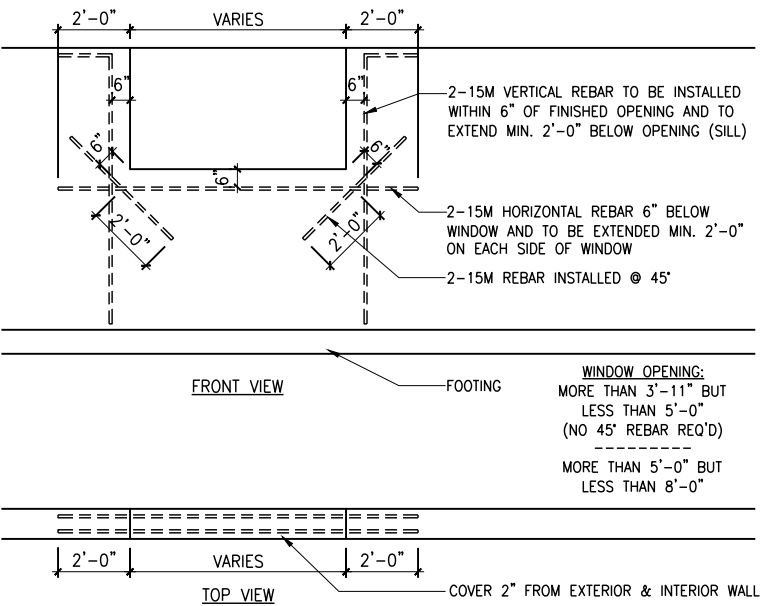 2'-0" VARIES 2'-0"
6" 6"
2-15M VERTICAL REBAR TO BE INSTALLED
WITHIN 6" OF FINISHED OPENING AND TO
EXTEND MIN. 2'-0" BELOW OPENING (SILL)
6" 6" 6"
2'-0" 2'-0"
2-15M HORIZONTAL REBAR 6" BELOW
WINDOW AND TO BE EXTENDED MIN. 2'-0"
ON EACH SIDE OF WINDOW
2-15M REBAR INSTALLED @ 45°
FRONT VIEW
FOOTING
WINDOW OPENING:
MORE THAN 3'-11" BUT
LESS THAN 5'-0"
(NO 45° REBAR REQ'D)
----------
MORE THAN 5'-0" BUT
LESS THAN 8'-0"
2'-0" VARIES 2'-0"
TOP VIEW
COVER 2" FROM EXTERIOR & INTERIOR WALL